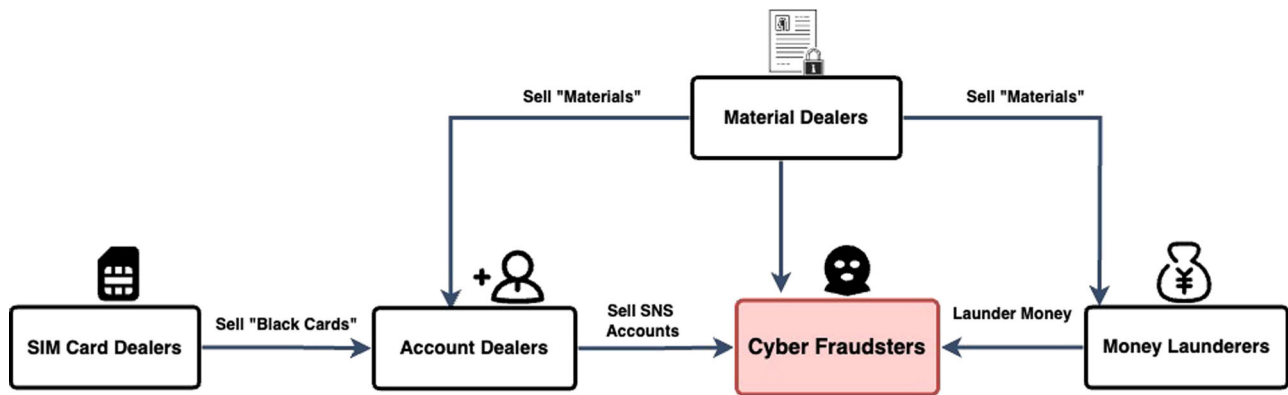 Sell "Materials"
Sell "Materials"
Material Dealers
SIM Card Dealers
Sell "Black Cards"
Account Dealers
Sell SNS
Accounts
Cyber Fraudsters
Launder Money
Money Launderers
¥